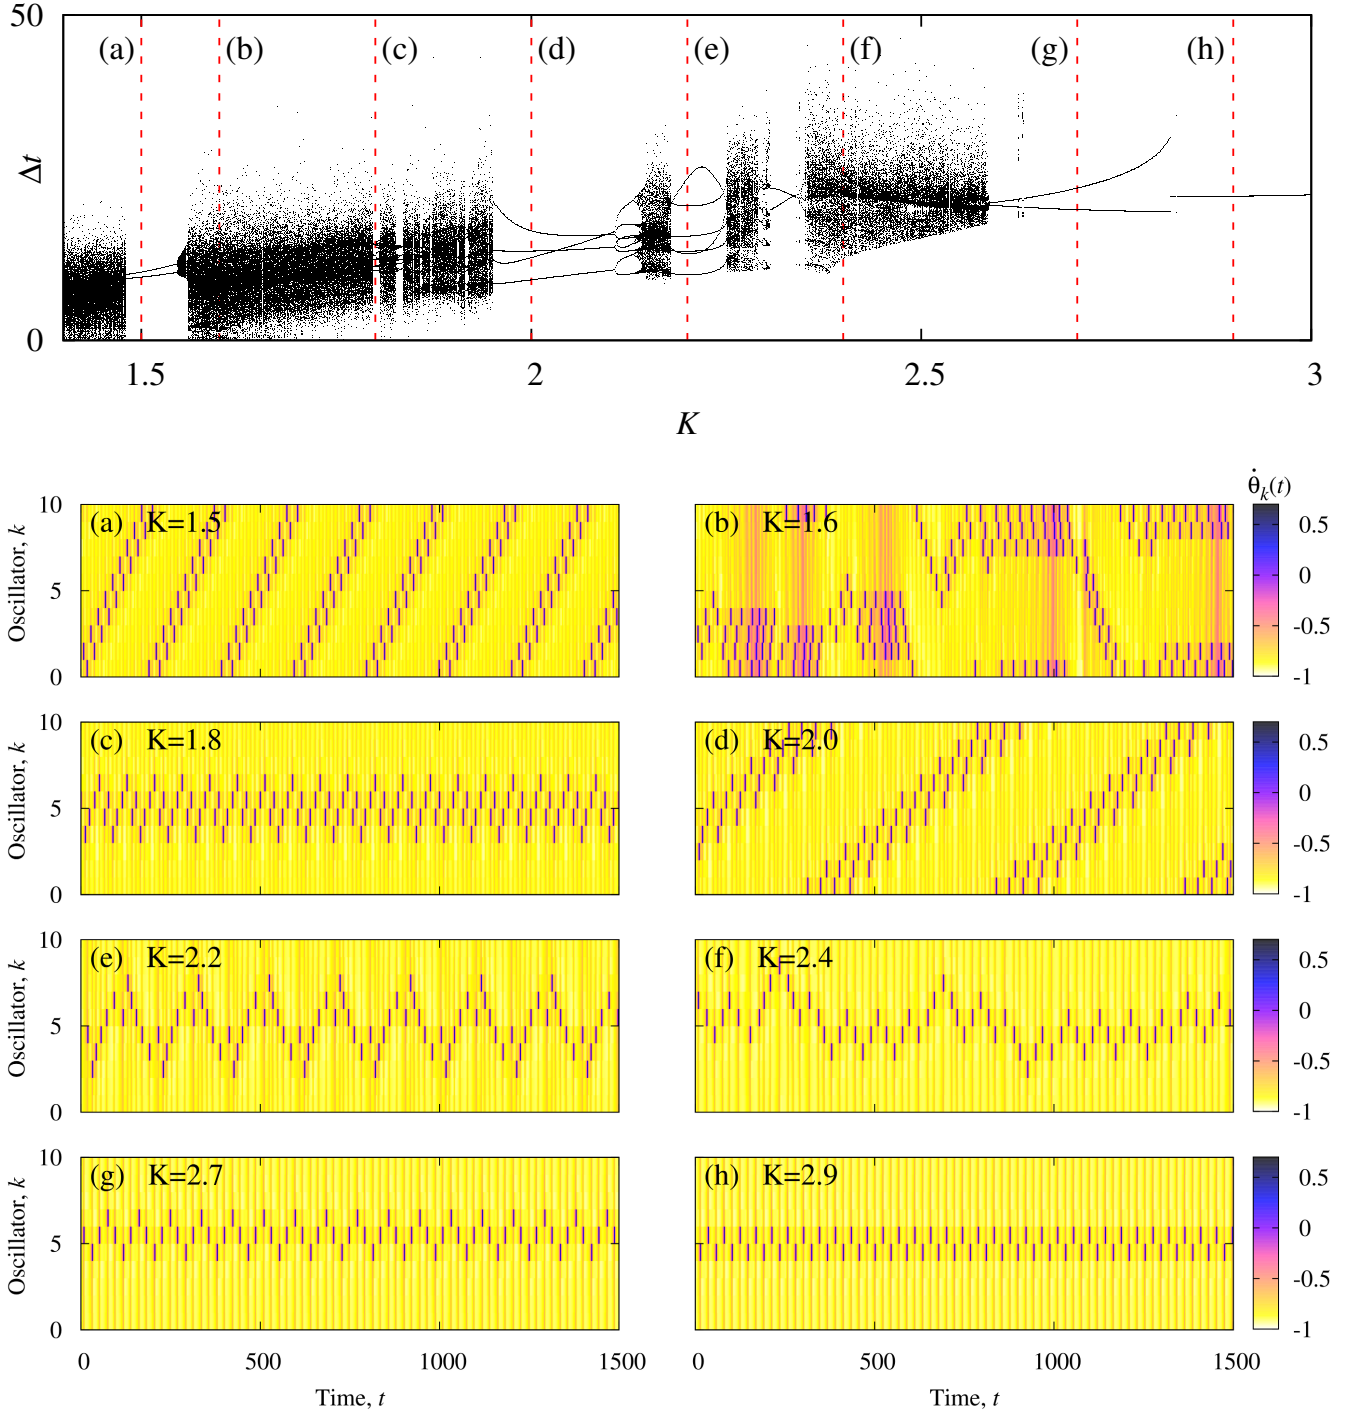 50
(a) (b) (c) (d) (e) (f) (g) (h)
Δt
0
1.5 2 2.5 3
K
θ̇k(t)
10 (a) K=1.5 (b) K=1.6 0.5
Oscillator, k 5 0
-0.5
0 -1
10 (c) K=1.8 (d) K=2.0 0.5
Oscillator, k 5 0
-0.5
0 -1
10 (e) K=2.2 (f) K=2.4 0.5
Oscillator, k 5 0
-0.5
0 -1
10 (g) K=2.7 (h) K=2.9 0.5
Oscillator, k 5 0
-0.5
0 -1
0 500 1000 1500 0 500 1000 1500
Time, t Time, t